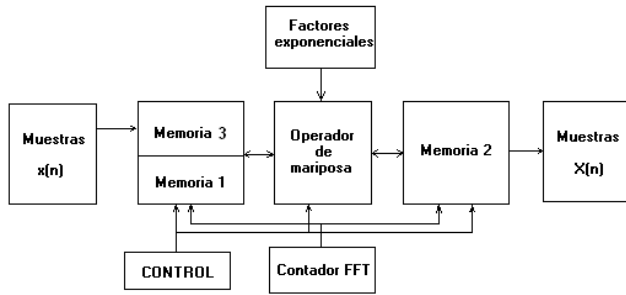 Factores
exponenciales
Muestras
x(n)
Memoria 3
Memoria 1
Operador
de
mariposa
Memoria 2
Muestras
X(n)
CONTROL
Contador FFT